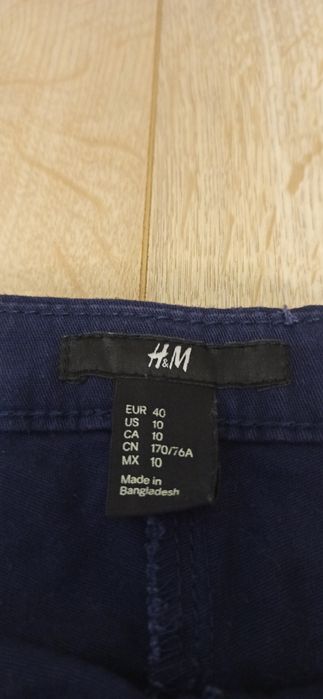 H&M
EUR 40
US 10
CA 10
CN 170/76A
MX 10
Made in
Bangladesh